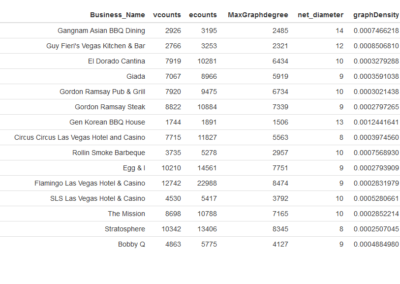 Business_Name vcounts ecounts MaxGraphdegree net_diameter graphDensity
Gangnam Asian BBQ Dining 2926 3195 2485 14 0.0007466218
Guy Fieri's Vegas Kitchen & Bar 2766 3253 2321 12 0.0008506810
El Dorado Cantina 7919 10281 6434 10 0.0003279288
Giada 7067 8966 5919 9 0.0003591038
Gordon Ramsay Pub & Grill 7920 9475 6734 10 0.0003021438
Gordon Ramsay Steak 8822 10884 7339 9 0.0002797265
Gen Korean BBQ House 1744 1891 1506 13 0.0012441641
Circus Circus Las Vegas Hotel and Casino 7715 11827 5563 8 0.0003974560
Rollin Smoke Barbeque 3735 5278 2957 10 0.0007568930
Egg & I 10210 14561 7751 9 0.0002793909
Flamingo Las Vegas Hotel & Casino 12742 22988 8474 9 0.0002831979
SLS Las Vegas Hotel & Casino 4530 5417 3792 10 0.0005280661
The Mission 8698 10788 7165 10 0.0002852214
Stratosphere 10342 13406 8345 8 0.0002507045
Bobby Q 4863 5775 4127 9 0.0004884980